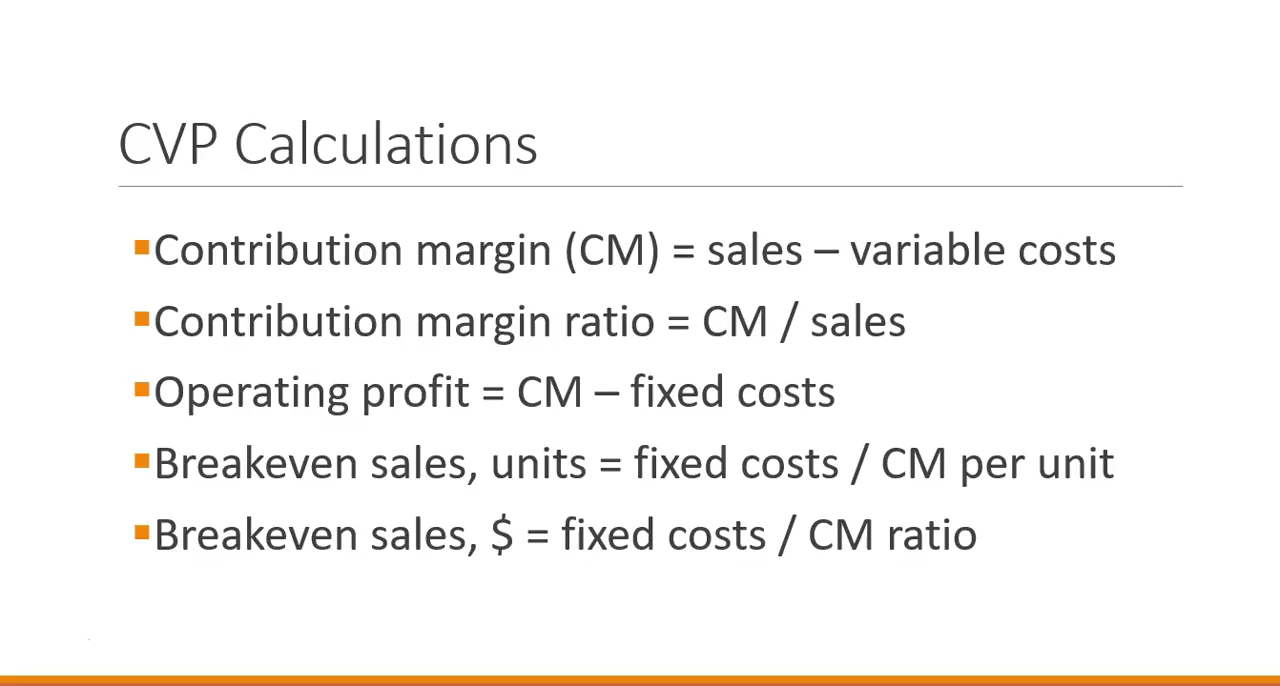 CVP Calculations
▪Contribution margin (CM) = sales – variable costs
▪Contribution margin ratio = CM / sales
▪Operating profit = CM – fixed costs
▪Breakeven sales, units = fixed costs / CM per unit
▪Breakeven sales, $ = fixed costs / CM ratio